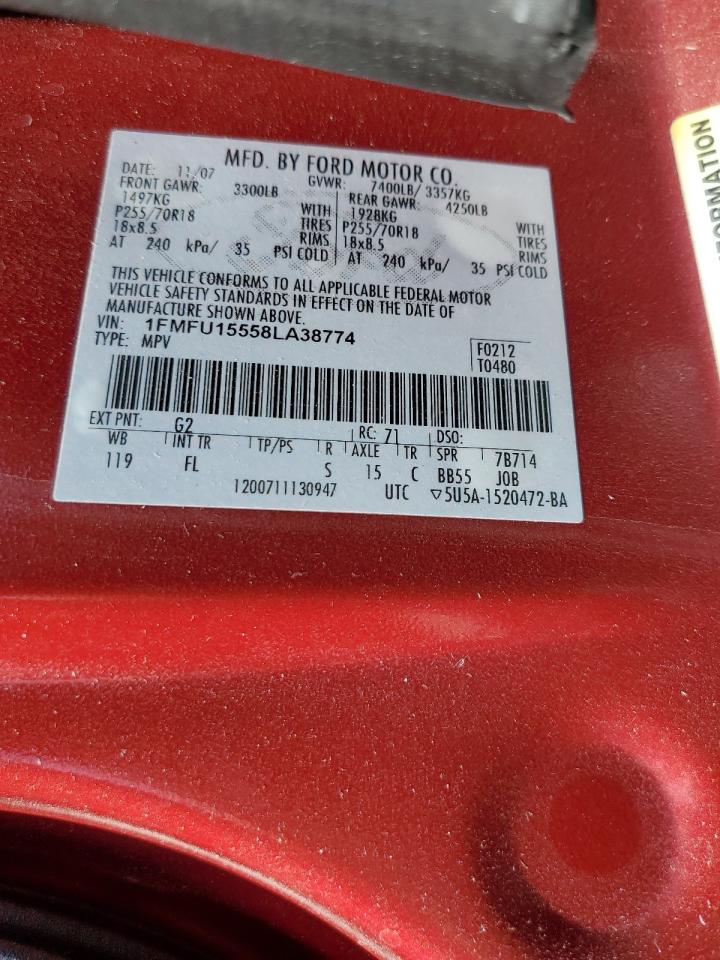 MFD. BY FORD MOTOR CO.
DATE: 11/07 GVWR: 7400LB/ 3357KG
FRONT GAWR: 3300LB REAR GAWR: 4250LB
1497KG WITH 1928KG WITH
P255/70R18 TIRES P255/70R18 TIRES
18x8.5 RIMS 18x8.5 RIMS
AT 240 kPa/ 35 PSI COLD AT 240 kPa/ 35 PSI COLD
THIS VEHICLE CONFORMS TO ALL APPLICABLE FEDERAL MOTOR
VEHICLE SAFETY STANDARDS IN EFFECT ON THE DATE OF
MANUFACTURE SHOWN ABOVE.
VIN: 1FMFU15558LA38774
TYPE: MPV
F0212
T0480
EXT PNT: G2 RC: 71 DSO:
WB INT TR TP/PS R AXLE TR SPR 7B714
119 FL S 15 C BB55 JOB
1200711130947 UTC ▽5U5A-1520472-BA